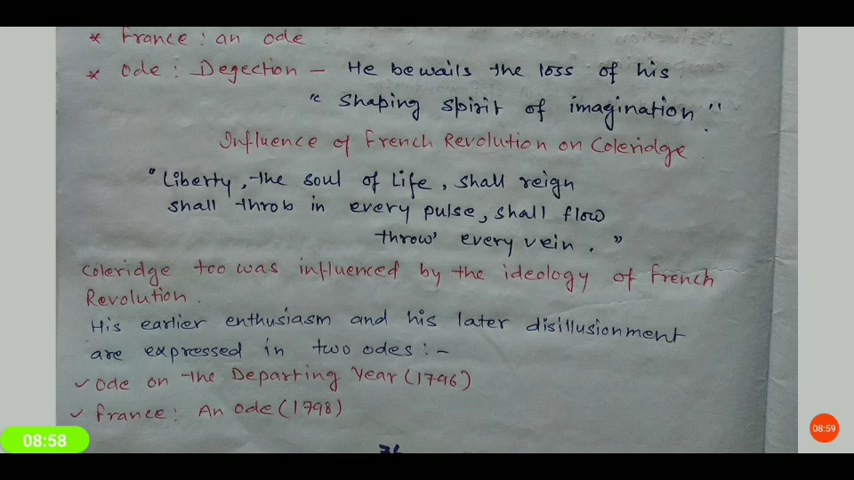 * France: an ode
* Ode: Degection - He bewails the loss of his
" Shaping spirit of imagination."
Influence of French Revolution on Coleridge
"Liberty, the soul of Life, shall reign
shall throb in every pulse, shall flow
throw' every vein."
Coleridge too was influenced by the ideology of French
Revolution.
His earlier enthusiasm and his later disillusionment
are expressed in two odes:-
✓ Ode on the Departing Year (1796)
✓ France: An Ode (1798)
08:58
08:59